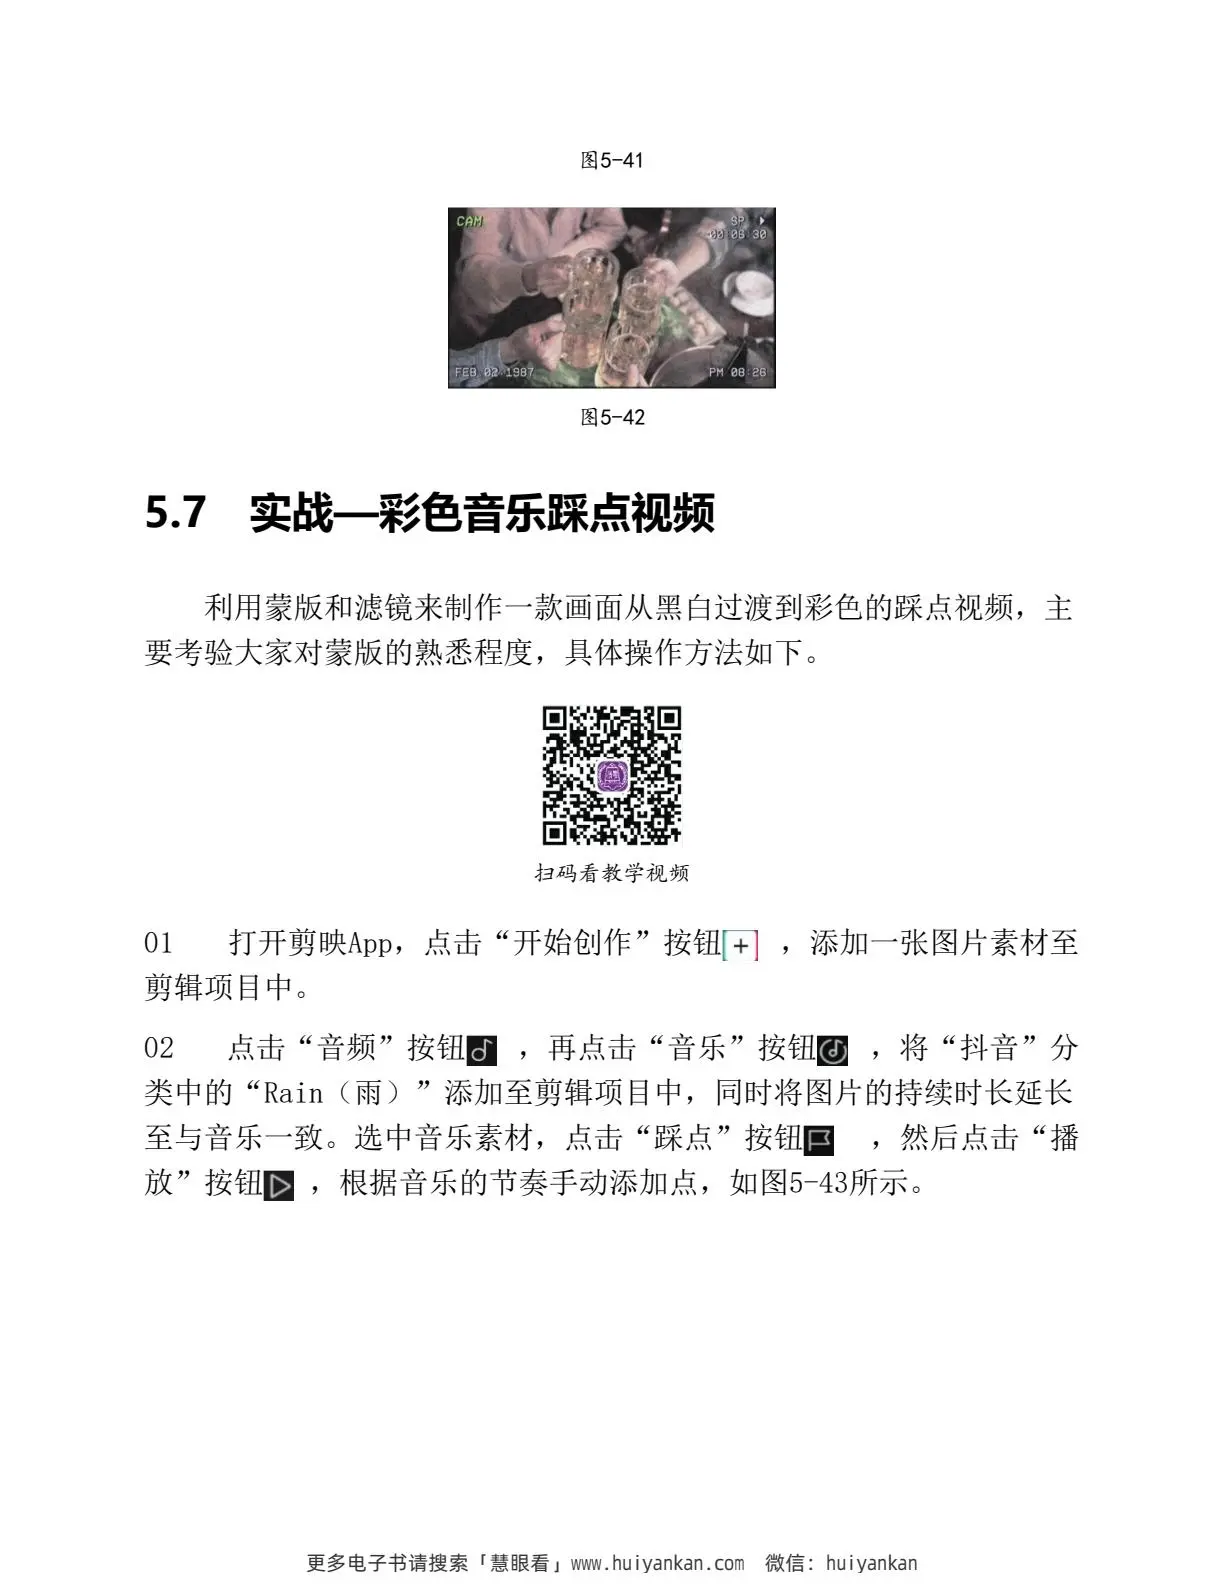 图5-41
CAM
SP
00:06:30
FEB.02.1987
PM 08:26
图5-42
5.7 实战—彩色音乐踩点视频
利用蒙版和滤镜来制作一款画面从黑白过渡到彩色的踩点视频，主
要考验大家对蒙版的熟悉程度，具体操作方法如下。
扫码看教学视频
01 打开剪映App，点击“开始创作”按钮，添加一张图片素材至
剪辑项目中。
02 点击“音频”按钮，再点击“音乐”按钮，将“抖音”分
类中的“Rain（雨）”添加至剪辑项目中，同时将图片的持续时长延长
至与音乐一致。选中音乐素材，点击“踩点”按钮，然后点击“播
放”按钮，根据音乐的节奏手动添加点，如图5-43所示。
更多电子书请搜索「慧眼看」www.huiyankan.com 微信：huiyankan